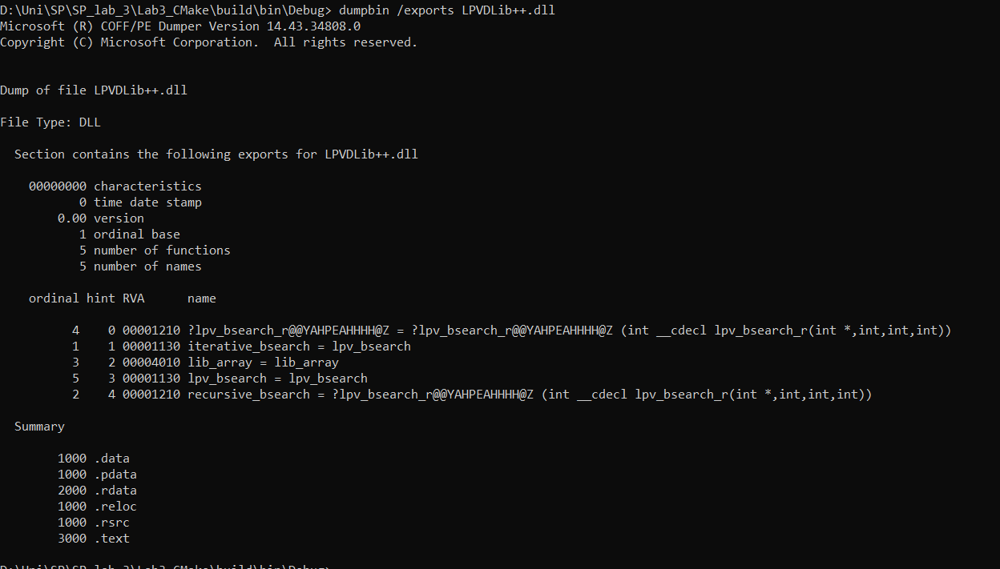 D:\Uni\SP\SP_lab_3\Lab3_CMake\build\bin\Debug> dumpbin /exports LPVDLib++.dll
Microsoft (R) COFF/PE Dumper Version 14.43.34808.0
Copyright (C) Microsoft Corporation.  All rights reserved.
Dump of file LPVDLib++.dll
File Type: DLL
  Section contains the following exports for LPVDLib++.dll
    00000000 characteristics
           0 time date stamp
        0.00 version
           1 ordinal base
           5 number of functions
           5 number of names
    ordinal hint RVA      name
          4    0 00001210 ?lpv_bsearch_r@@YAHPEAHHHH@Z = ?lpv_bsearch_r@@YAHPEAHHHH@Z (int __cdecl lpv_bsearch_r(int *,int,int,int))
          1    1 00001130 iterative_bsearch = lpv_bsearch
          3    2 00004010 lib_array = lib_array
          5    3 00001130 lpv_bsearch = lpv_bsearch
          2    4 00001210 recursive_bsearch = ?lpv_bsearch_r@@YAHPEAHHHH@Z (int __cdecl lpv_bsearch_r(int *,int,int,int))
  Summary
        1000 .data
        1000 .pdata
        2000 .rdata
        1000 .reloc
        1000 .rsrc
        3000 .text
D:\Uni\SP\SP_lab_3\Lab3_CMake\build\bin\Debug>